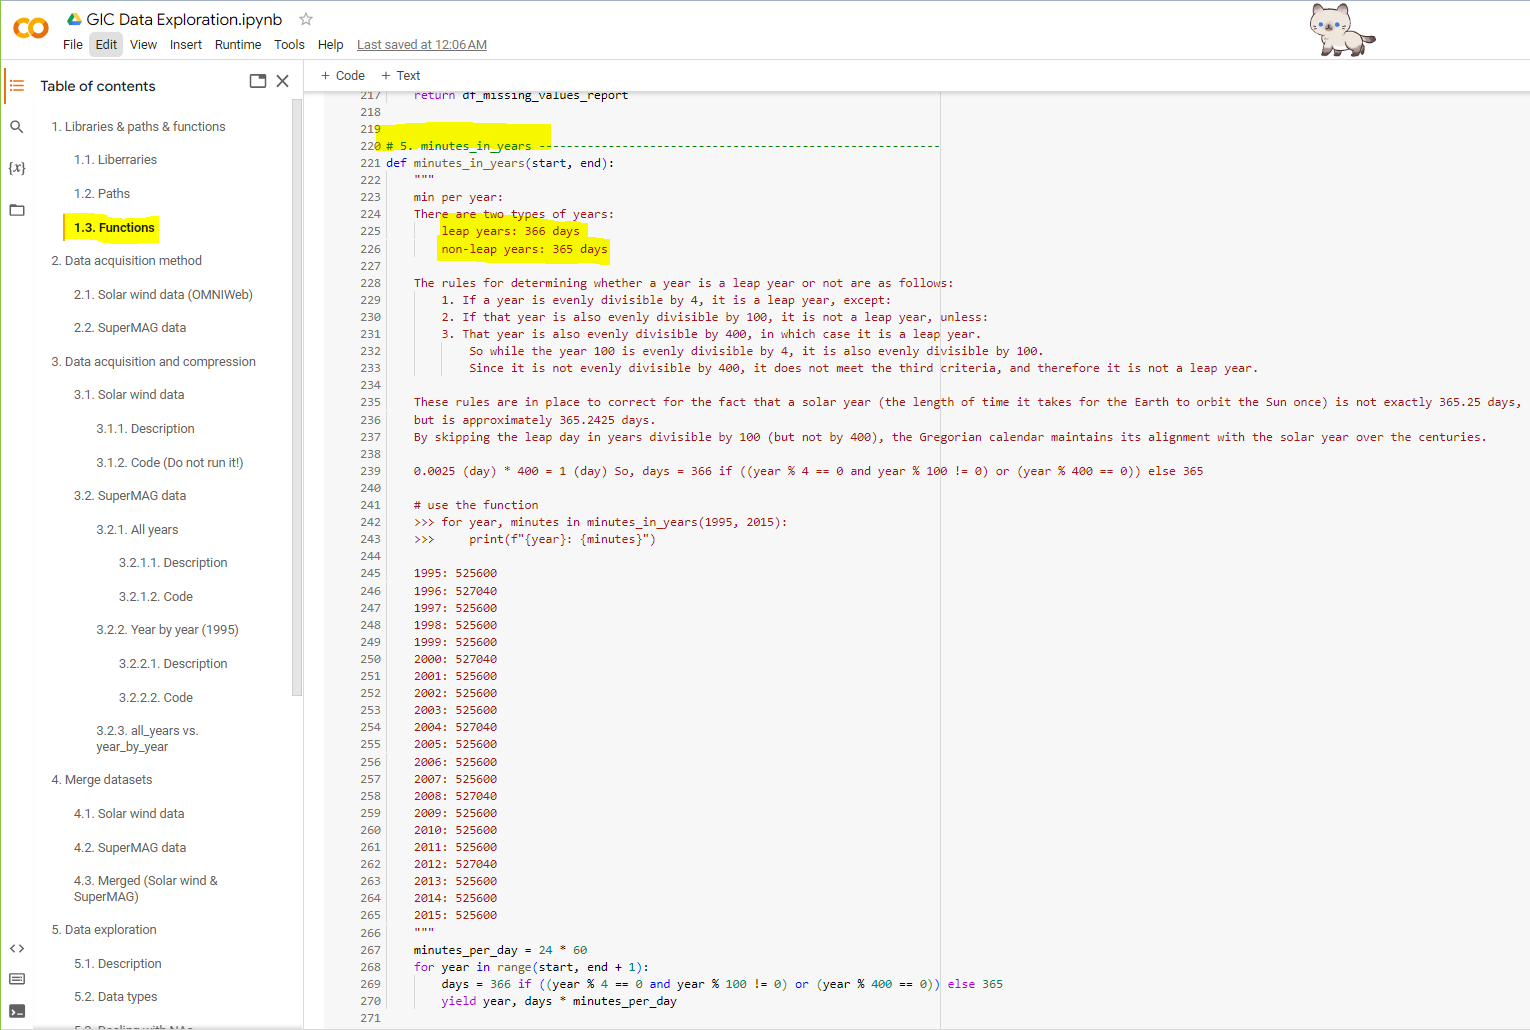 GIC Data Exploration.ipynb
File Edit View Insert Runtime Tools Help Last saved at 12:06 AM
Table of contents
1. Libraries & paths & functions
1.1. Liberraries
1.2. Paths
1.3. Functions
2. Data acquisition method
2.1. Solar wind data (OMNIWeb)
2.2. SuperMAG data
3. Data acquisition and compression
3.1. Solar wind data
3.1.1. Description
3.1.2. Code (Do not run it!)
3.2. SuperMAG data
3.2.1. All years
3.2.1.1. Description
3.2.1.2. Code
3.2.2. Year by year (1995)
3.2.2.1. Description
3.2.2.2. Code
3.2.3. all_years vs.
year_by_year
4. Merge datasets
4.1. Solar wind data
4.2. SuperMAG data
4.3. Merged (Solar wind &
SuperMAG)
5. Data exploration
5.1. Description
5.2. Data types
5.3. Dealing with NAs
{x}
+ Code + Text
217 return df_missing_values_report
218
219
220 # 5. minutes_in_years ----------------------------------------------------------
221 def minutes_in_years(start, end):
222 """
223 min per year:
224 There are two types of years:
225 leap years: 366 days
226 non-leap years: 365 days
227
228 The rules for determining whether a year is a leap year or not are as follows:
229 1. If a year is evenly divisible by 4, it is a leap year, except:
230 2. If that year is also evenly divisible by 100, it is not a leap year, unless:
231 3. That year is also evenly divisible by 400, in which case it is a leap year.
232 So while the year 100 is evenly divisible by 4, it is also evenly divisible by 100.
233 Since it is not evenly divisible by 400, it does not meet the third criteria, and therefore it is not a leap year.
234
235 These rules are in place to correct for the fact that a solar year (the length of time it takes for the Earth to orbit the Sun once) is not exactly 365.25 days,
236 but is approximately 365.2425 days.
237 By skipping the leap day in years divisible by 100 (but not by 400), the Gregorian calendar maintains its alignment with the solar year over the centuries.
238
239 0.0025 (day) * 400 = 1 (day) So, days = 366 if ((year % 4 == 0 and year % 100 != 0) or (year % 400 == 0)) else 365
240
241 # use the function
242 >>> for year, minutes in minutes_in_years(1995, 2015):
243 >>> print(f"{year}: {minutes}")
244
245 1995: 525600
246 1996: 527040
247 1997: 525600
248 1998: 525600
249 1999: 525600
250 2000: 527040
251 2001: 525600
252 2002: 525600
253 2003: 525600
254 2004: 527040
255 2005: 525600
256 2006: 525600
257 2007: 525600
258 2008: 527040
259 2009: 525600
260 2010: 525600
261 2011: 525600
262 2012: 527040
263 2013: 525600
264 2014: 525600
265 2015: 525600
266 """
267 minutes_per_day = 24 * 60
268 for year in range(start, end + 1):
269 days = 366 if ((year % 4 == 0 and year % 100 != 0) or (year % 400 == 0)) else 365
270 yield year, days * minutes_per_day
271